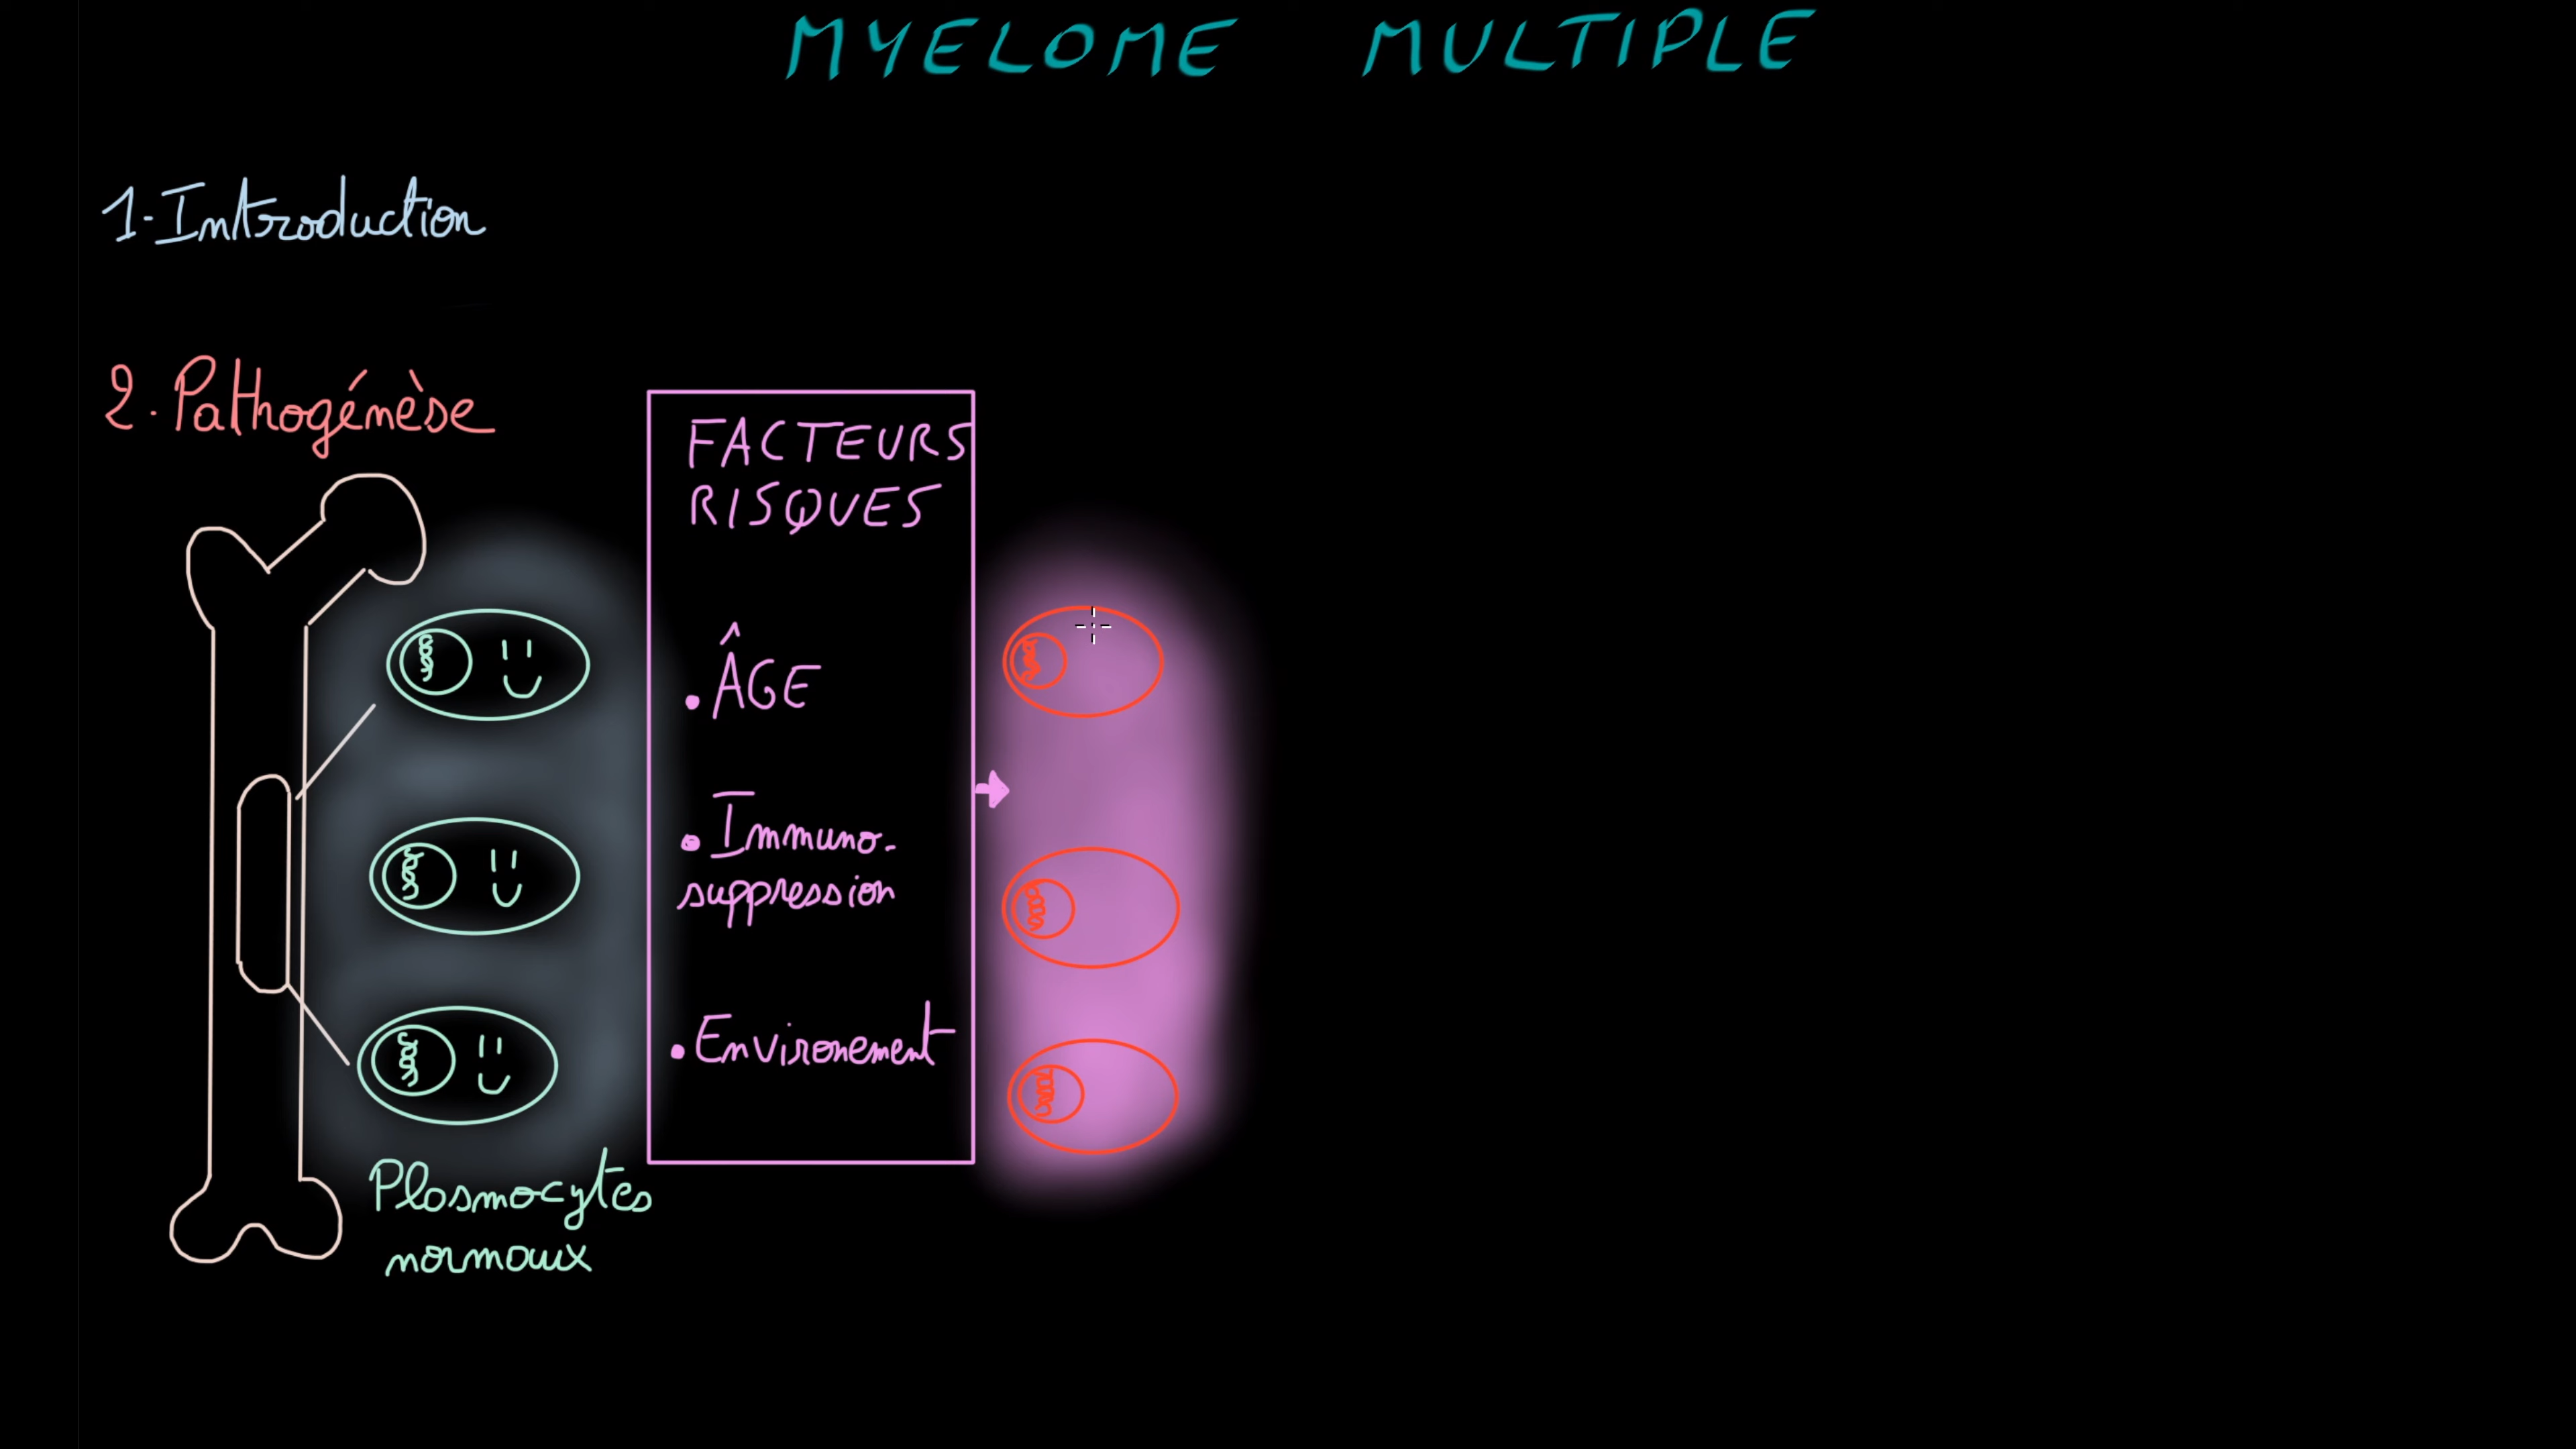 MYELOME MULTIPLE
1-Introduction
2.Pathogénèse
FACTEURS
RISQUES
• ÂGE
• Immuno-
suppression
• Environement
Plasmocytes
normaux